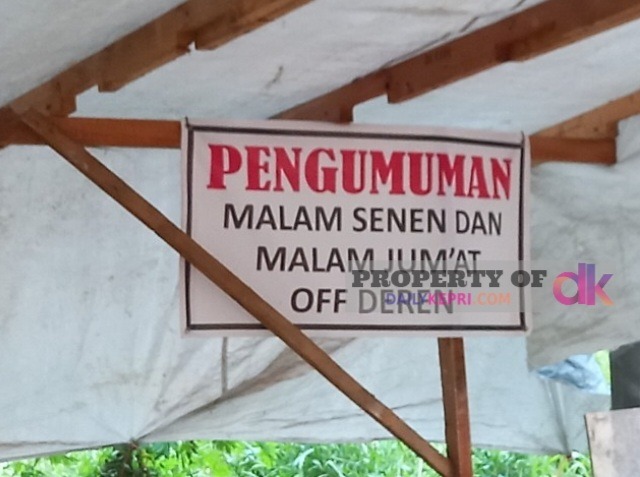 PENGUMUMAN
MALAM SENEN DAN
MALAM JUM'AT
OFF DEREN
PROPERTY OF dk
DAILYKEPRI.COM